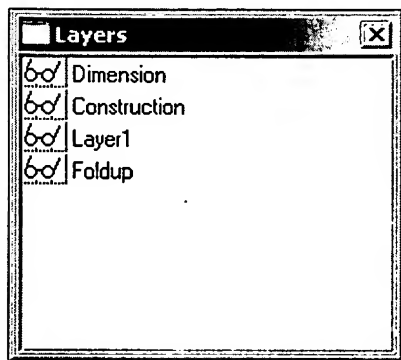 Layers
Dimension
Construction
Layer1
Foldup